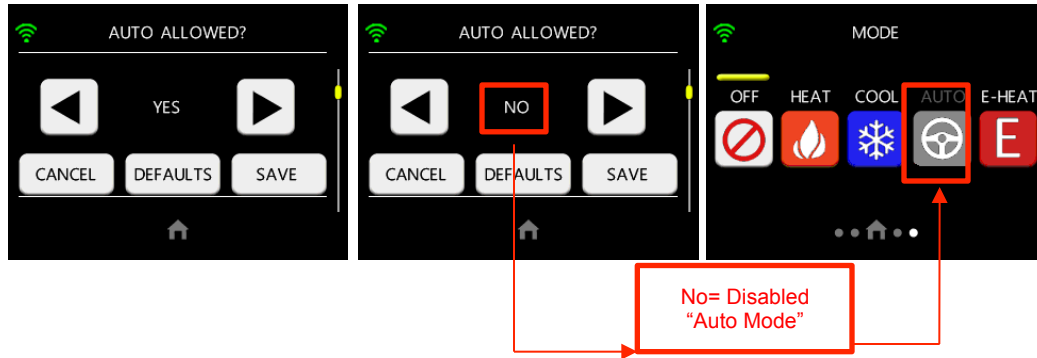 AUTO ALLOWED?
YES
CANCEL DEFAULTS SAVE
AUTO ALLOWED?
NO
CANCEL DEFAULTS SAVE
MODE
OFF HEAT COOL AUTO E-HEAT
E
No= Disabled
“Auto Mode”